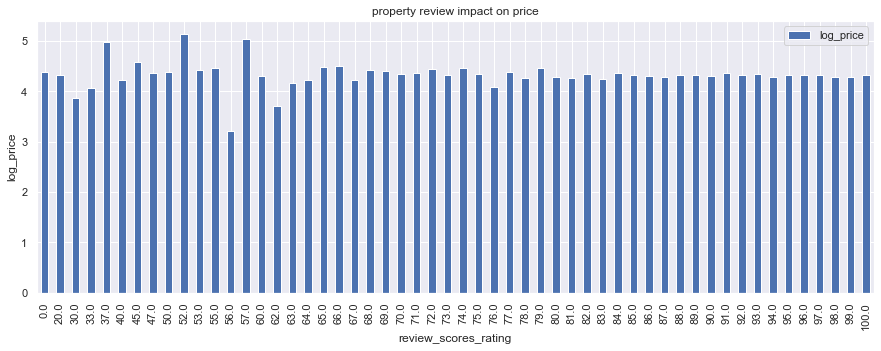 property review impact on price
log_price
log_price
5
4
3
2
1
0
0.0 20.0 30.0 33.0 37.0 40.0 45.0 47.0 50.0 52.0 53.0 55.0 56.0 57.0 60.0 62.0 63.0 64.0 65.0 66.0 67.0 68.0 69.0 70.0 71.0 72.0 73.0 74.0 75.0 76.0 77.0 78.0 79.0 80.0 81.0 82.0 83.0 84.0 85.0 86.0 87.0 88.0 89.0 90.0 91.0 92.0 93.0 94.0 95.0 96.0 97.0 98.0 99.0 100.0
review_scores_rating